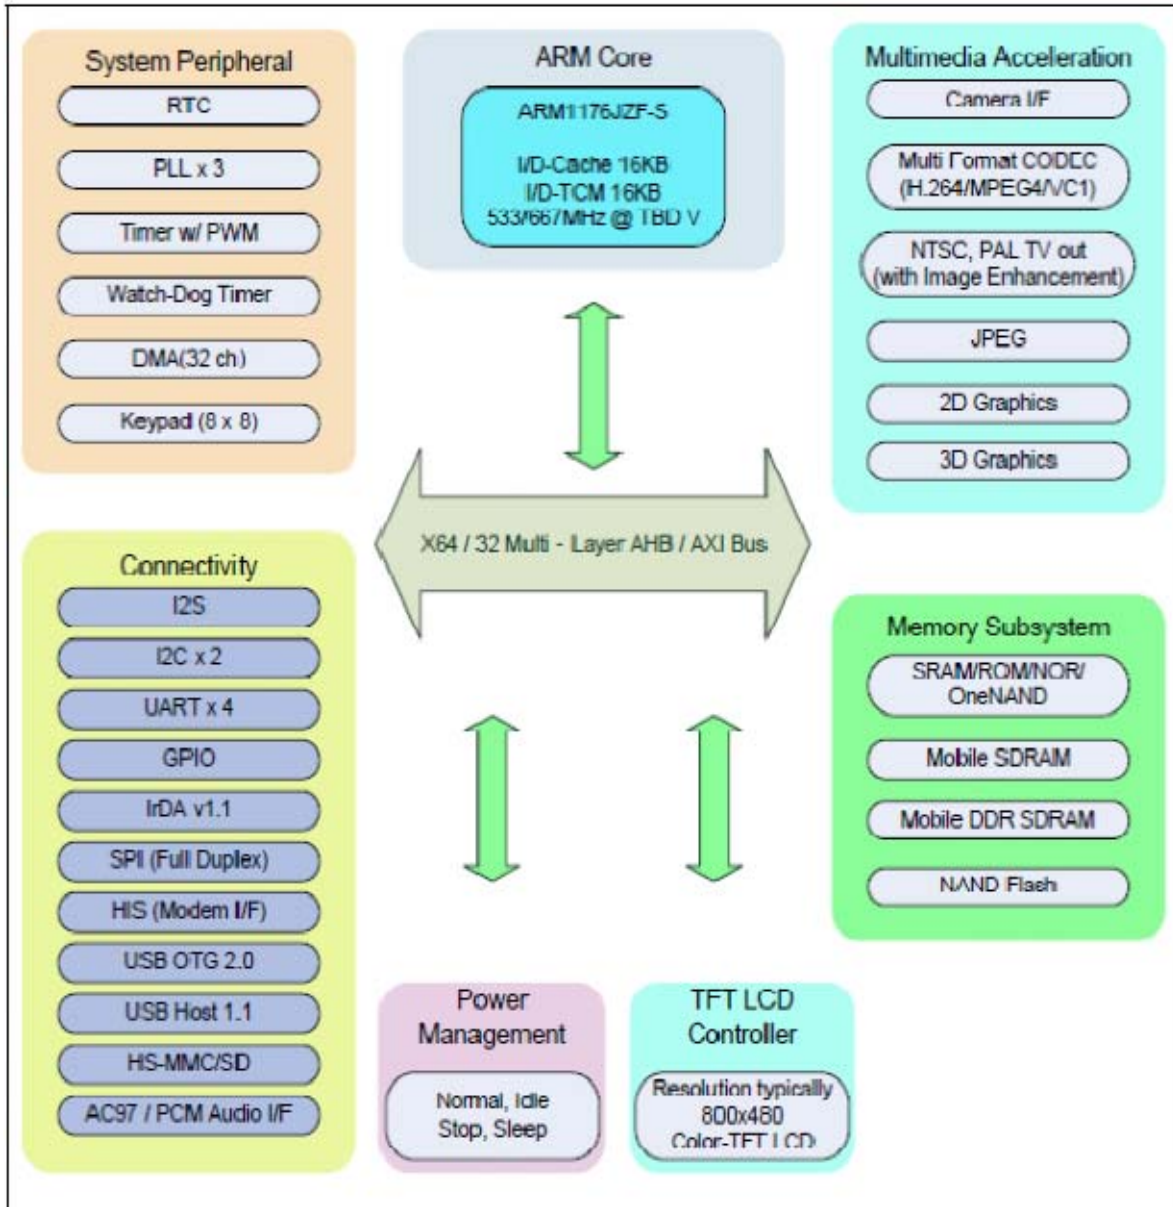 System Peripheral
RTC
PLL x 3
Timer w/ PWM
Watch-Dog Timer
DMA(32 ch)
Keypad (8 x 8)
ARM Core
ARM1176JZF-S
I/D-Cache 16KB
I/D-TCM 16KB
533/667MHz @ TBD V
Multimedia Acceleration
Camera I/F
Multi Format CODEC
(H.264/MPEG4/VC1)
NTSC, PAL TV out
(with Image Enhancement)
JPEG
2D Graphics
3D Graphics
X64 / 32 Multi - Layer AHB / AXI Bus
Connectivity
I2S
I2C x 2
UART x 4
GPIO
IrDA v1.1
SPI (Full Duplex)
HIS (Modem I/F)
USB OTG 2.0
USB Host 1.1
HS-MMC/SD
AC97 / PCM Audio I/F
Memory Subsystem
SRAM/ROM/NOR/
OneNAND
Mobile SDRAM
Mobile DDR SDRAM
NAND Flash
Power
Management
Normal, Idle
Stop, Sleep
TFT LCD
Controller
Resolution typically
800x480
Color-TFT LCD